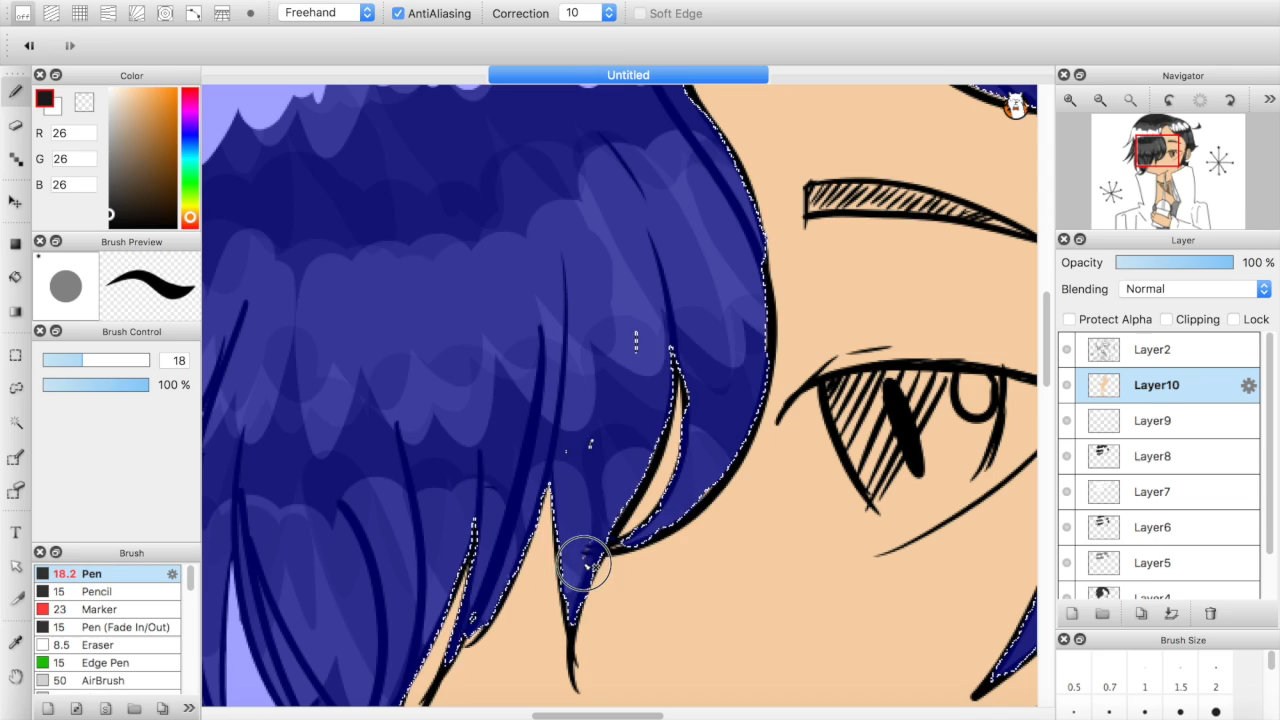 off Freehand AntiAliasing Correction 10 Soft Edge
Untitled
Color
R 26
G 26
B 26
Brush Preview
Brush Control
18
100 %
Brush
18.2 Pen
15 Pencil
23 Marker
15 Pen (Fade In/Out)
8.5 Eraser
15 Edge Pen
50 AirBrush
T
Navigator
Layer
Opacity 100 %
Blending Normal
Protect Alpha Clipping Lock
Layer2
Layer10
Layer9
Layer8
Layer7
Layer6
Layer5
Layer4
Brush Size
0.5 0.7 1 1.5 2